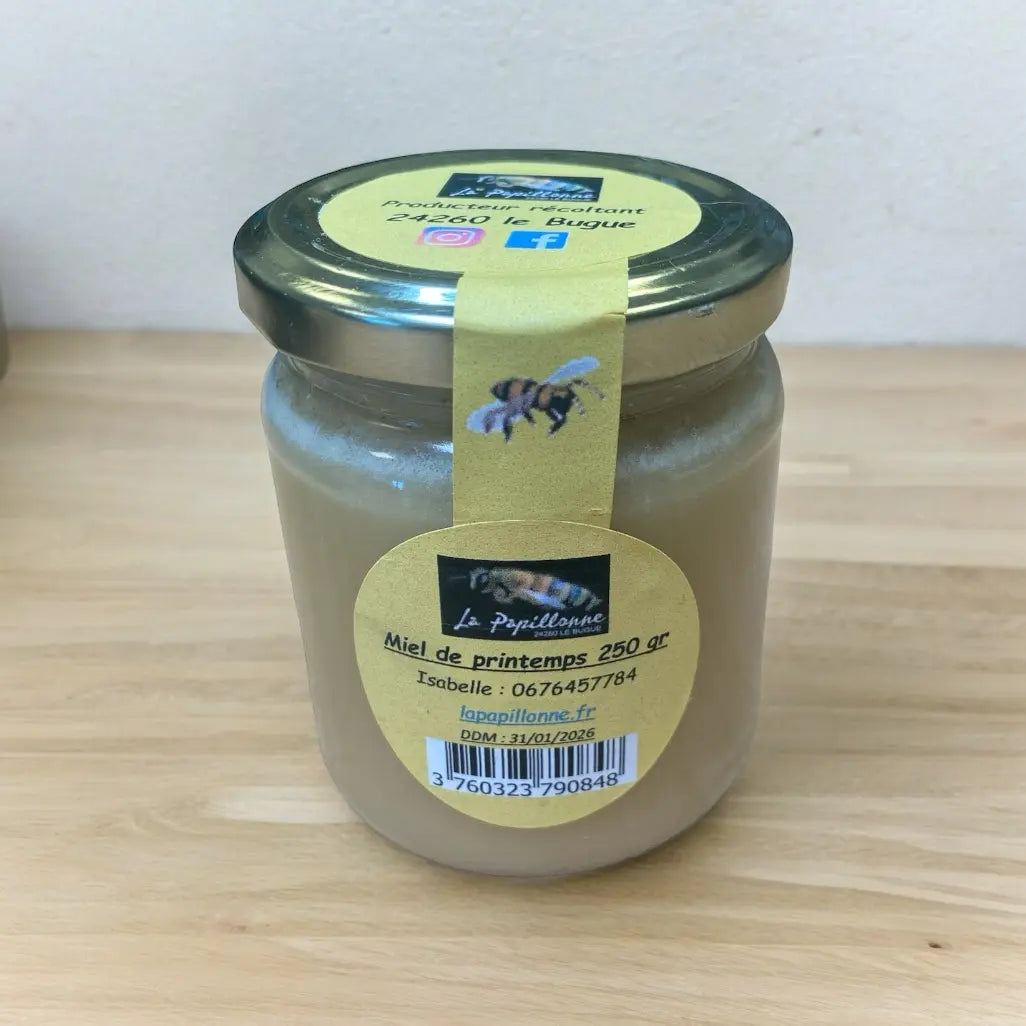 La Papillonne
Producteur récoltant
24260 le Bugue
La Papillonne
24260 LE BUGUE
Miel de printemps 250 gr
Isabelle : 0676457784
lapapillonne.fr
DDM : 31/01/2026
3 760323 790848